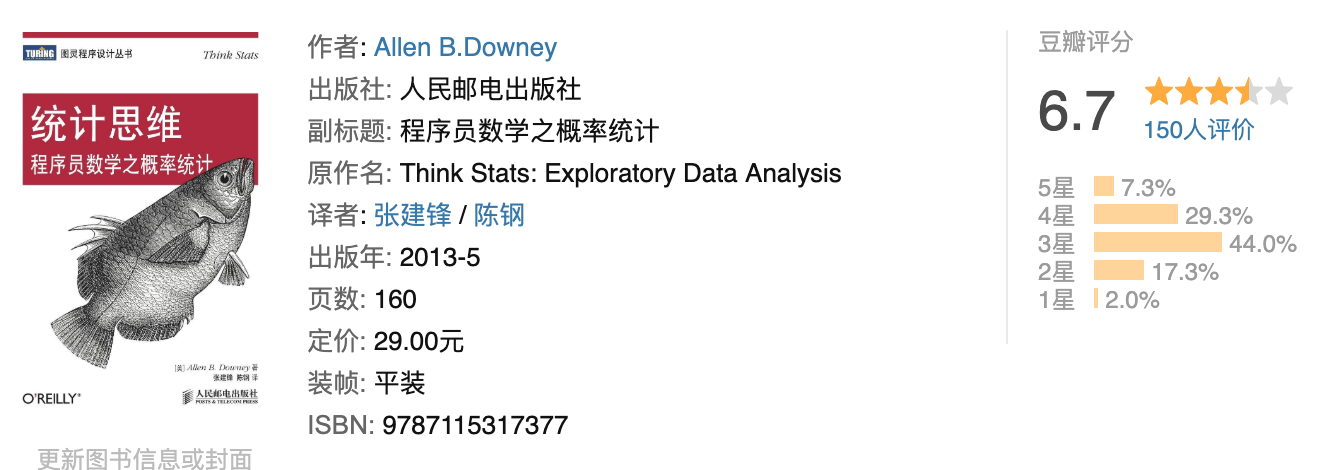 TURING 图灵程序设计丛书 Think Stats
统计思维
程序员数学之概率统计
[美] Allen B. Downey 著
张建锋 陈钢 译
O'REILLY®
人民邮电出版社
POSTS & TELECOM PRESS
更新图书信息或封面
作者: Allen B.Downey
出版社: 人民邮电出版社
副标题: 程序员数学之概率统计
原作名: Think Stats: Exploratory Data Analysis
译者: 张建锋 / 陈钢
出版年: 2013-5
页数: 160
定价: 29.00元
装帧: 平装
ISBN: 9787115317377
豆瓣评分
6.7
150人评价
5星 7.3%
4星 29.3%
3星 44.0%
2星 17.3%
1星 2.0%